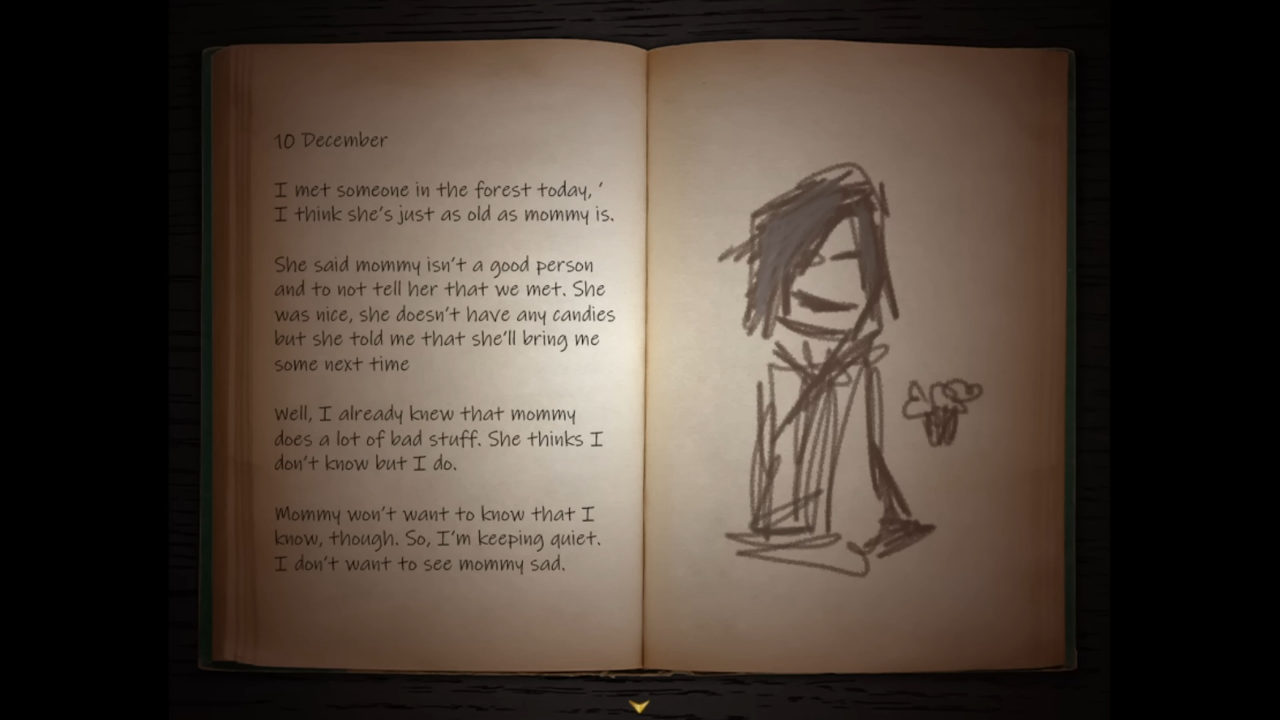 10 December
I met someone in the forest today, '
I think she's just as old as mommy is.
She said mommy isn't a good person
and to not tell her that we met. She
was nice, she doesn't have any candies
but she told me that she'll bring me
some next time
Well, I already knew that mommy
does a lot of bad stuff. She thinks I
don't know but I do.
Mommy won't want to know that I
know, though. So, I'm keeping quiet.
I don't want to see mommy sad.